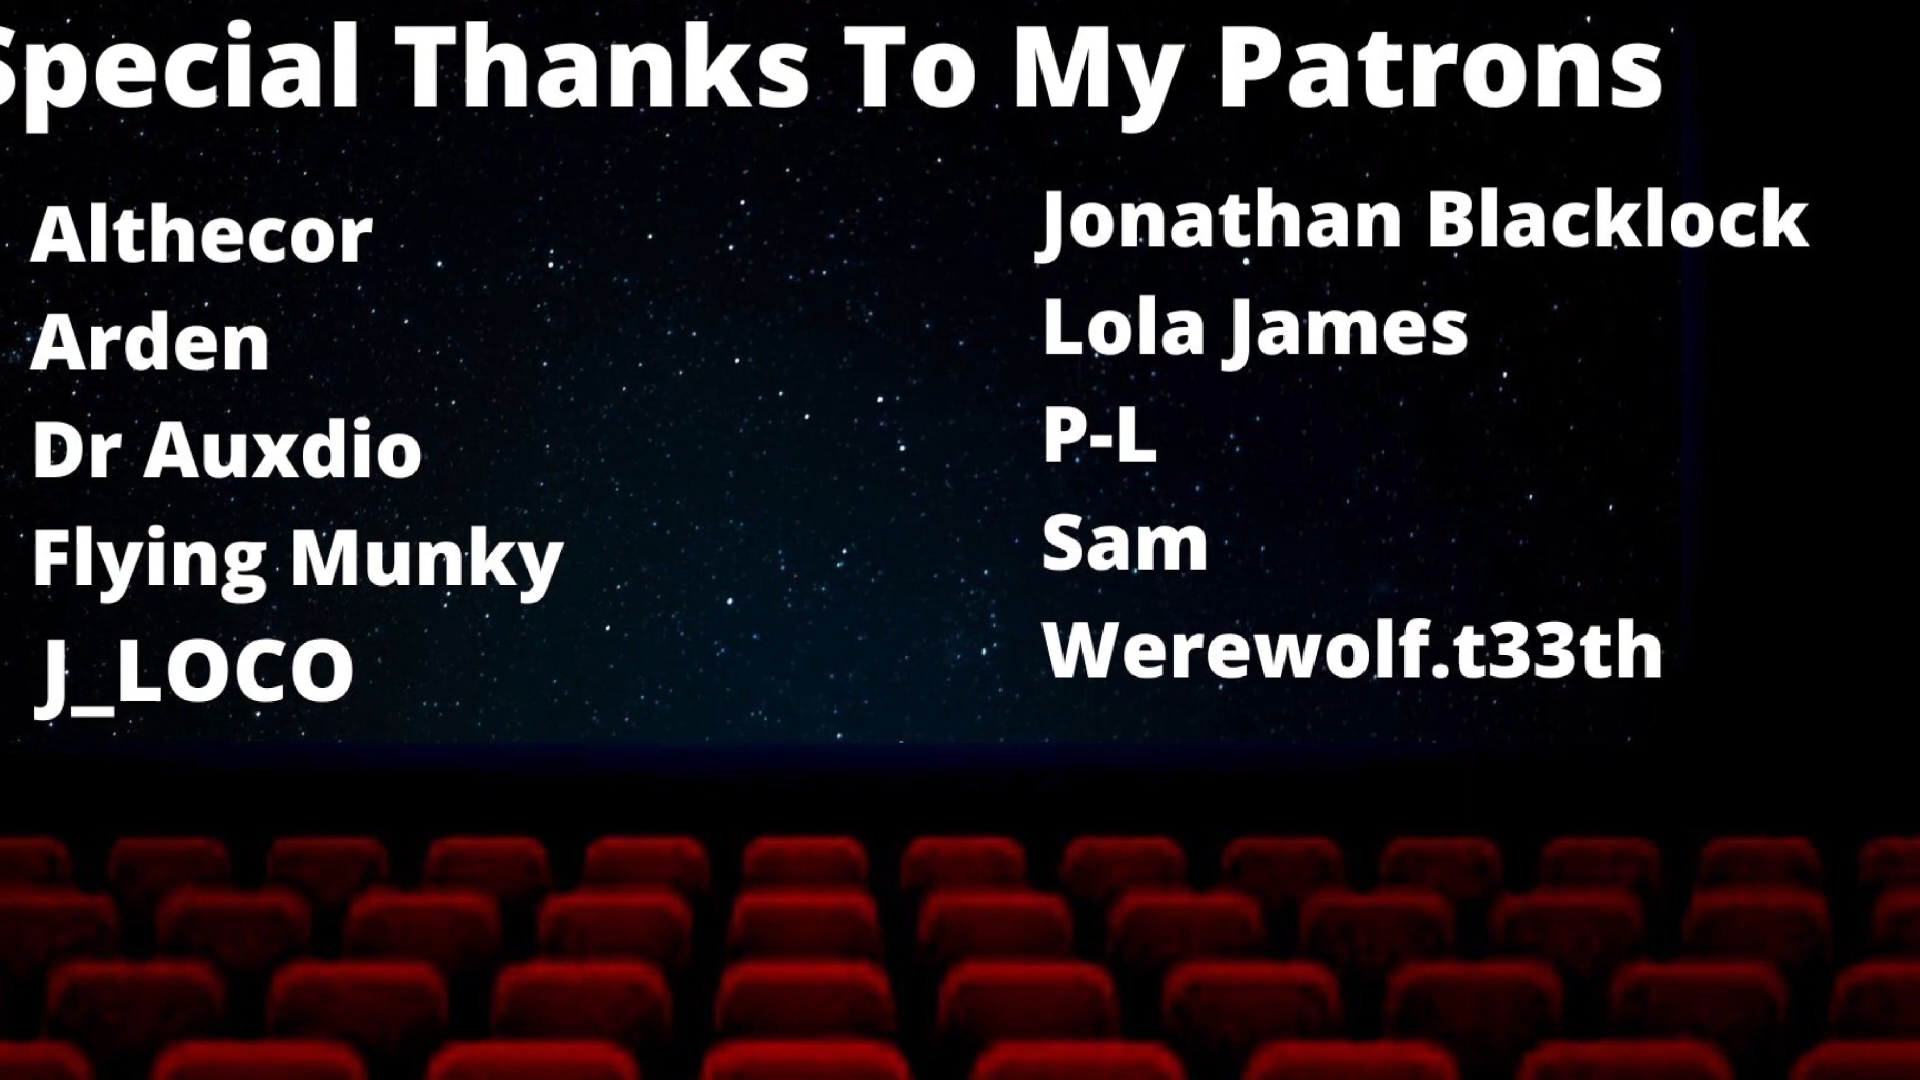 Special Thanks To My Patrons
Althecor
Arden
Dr Auxdio
Flying Munky
J_LOCO
Jonathan Blacklock
Lola James
P-L
Sam
Werewolf.t33th